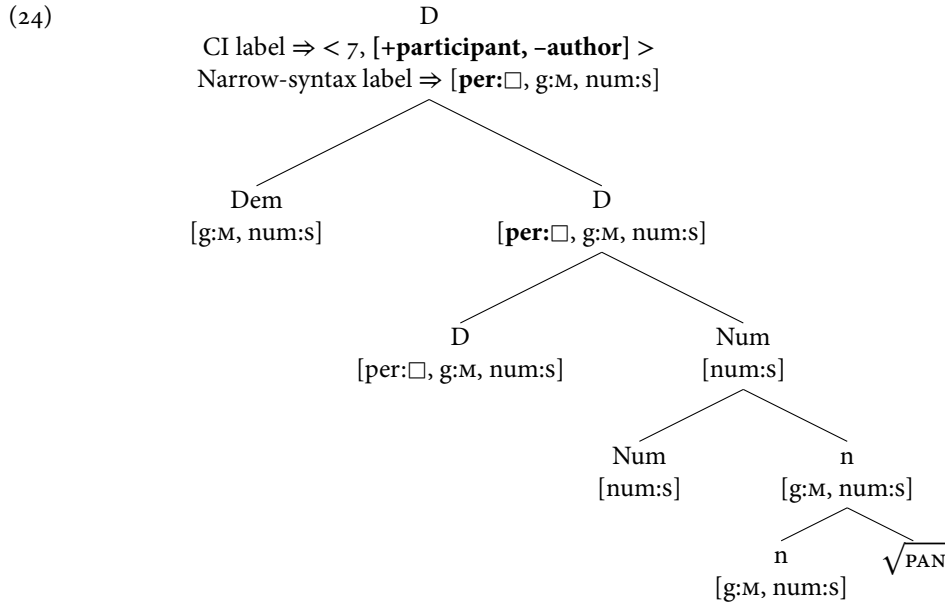 (24)
D
CI label ⇒ < 7, [+participant, –author] >
Narrow-syntax label ⇒ [per:□, g:ᴍ, num:s]
Dem D
[g:ᴍ, num:s] [per:□, g:ᴍ, num:s]
D Num
[per:□, g:ᴍ, num:s] [num:s]
Num n
[num:s] [g:ᴍ, num:s]
n √ᴘᴀɴ
[g:ᴍ, num:s]